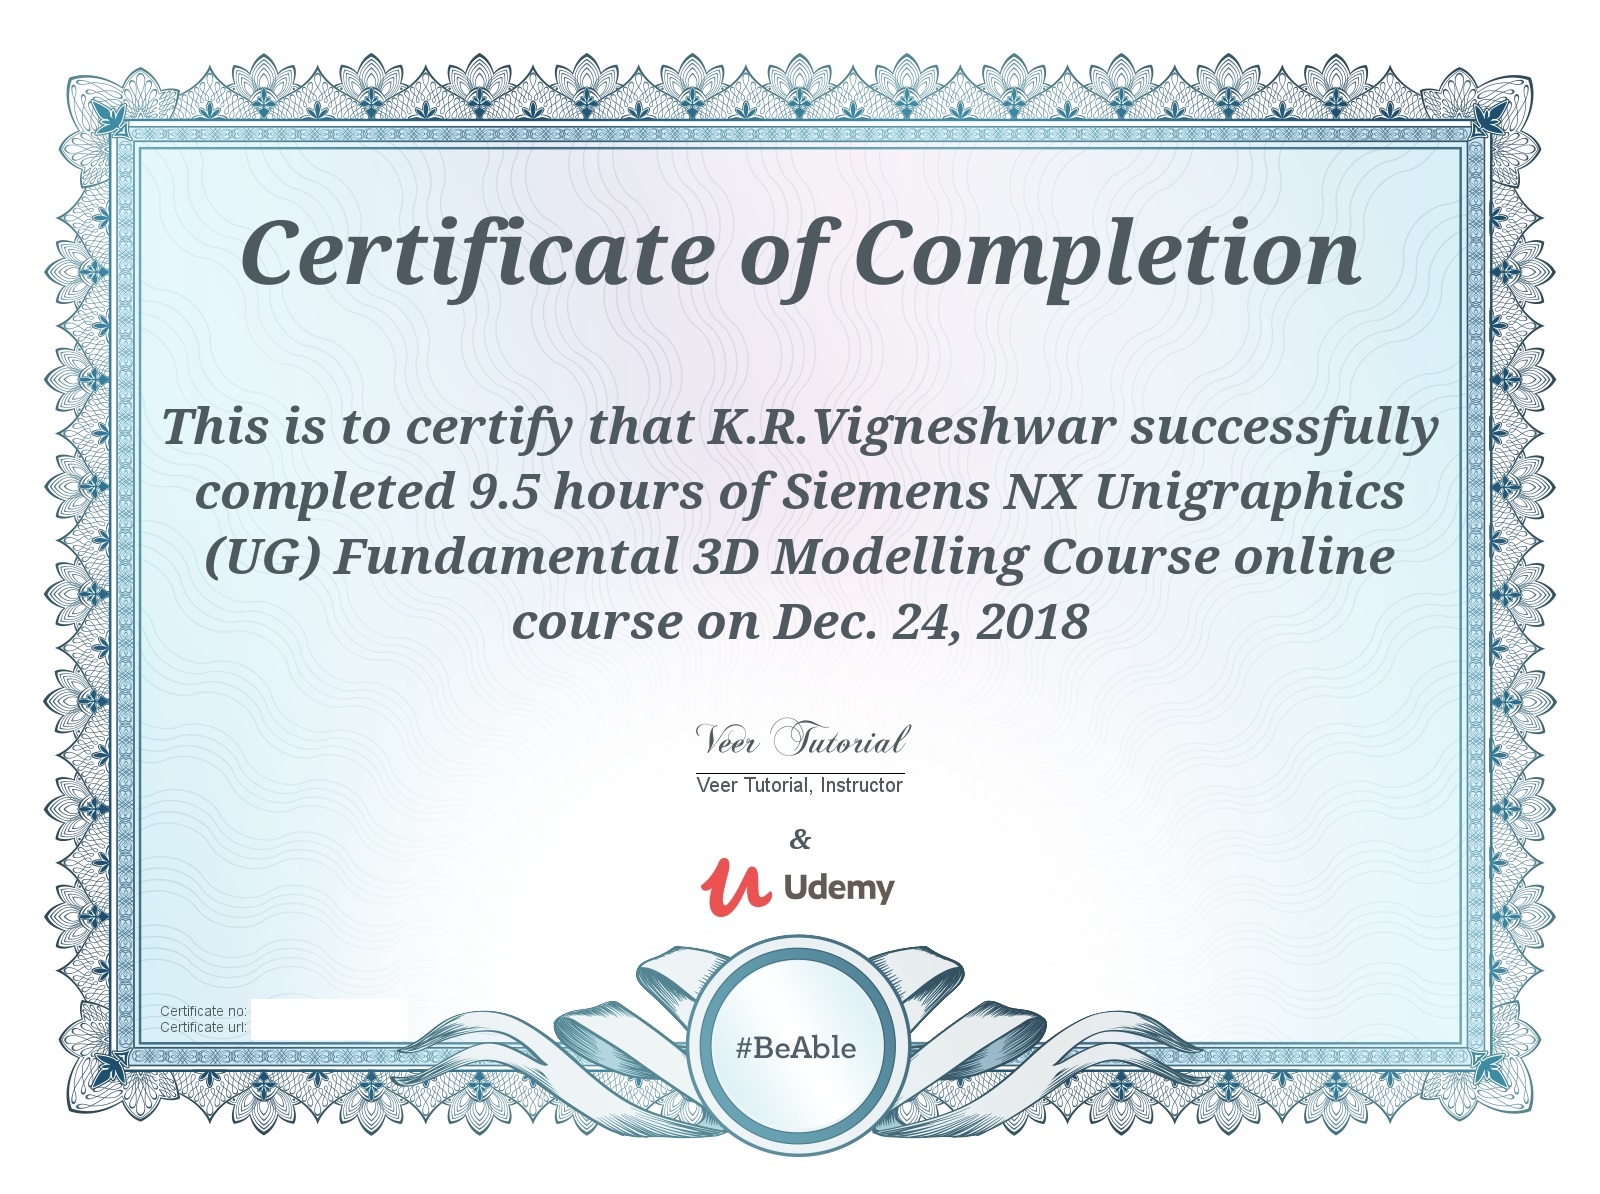 Certificate of Completion
This is to certify that K.R.Vigneshwar successfully
completed 9.5 hours of Siemens NX Unigraphics
(UG) Fundamental 3D Modelling Course online
course on Dec. 24, 2018
Veer Tutorial
Veer Tutorial, Instructor
&
Udemy
Certificate no:
Certificate url:
#BeAble